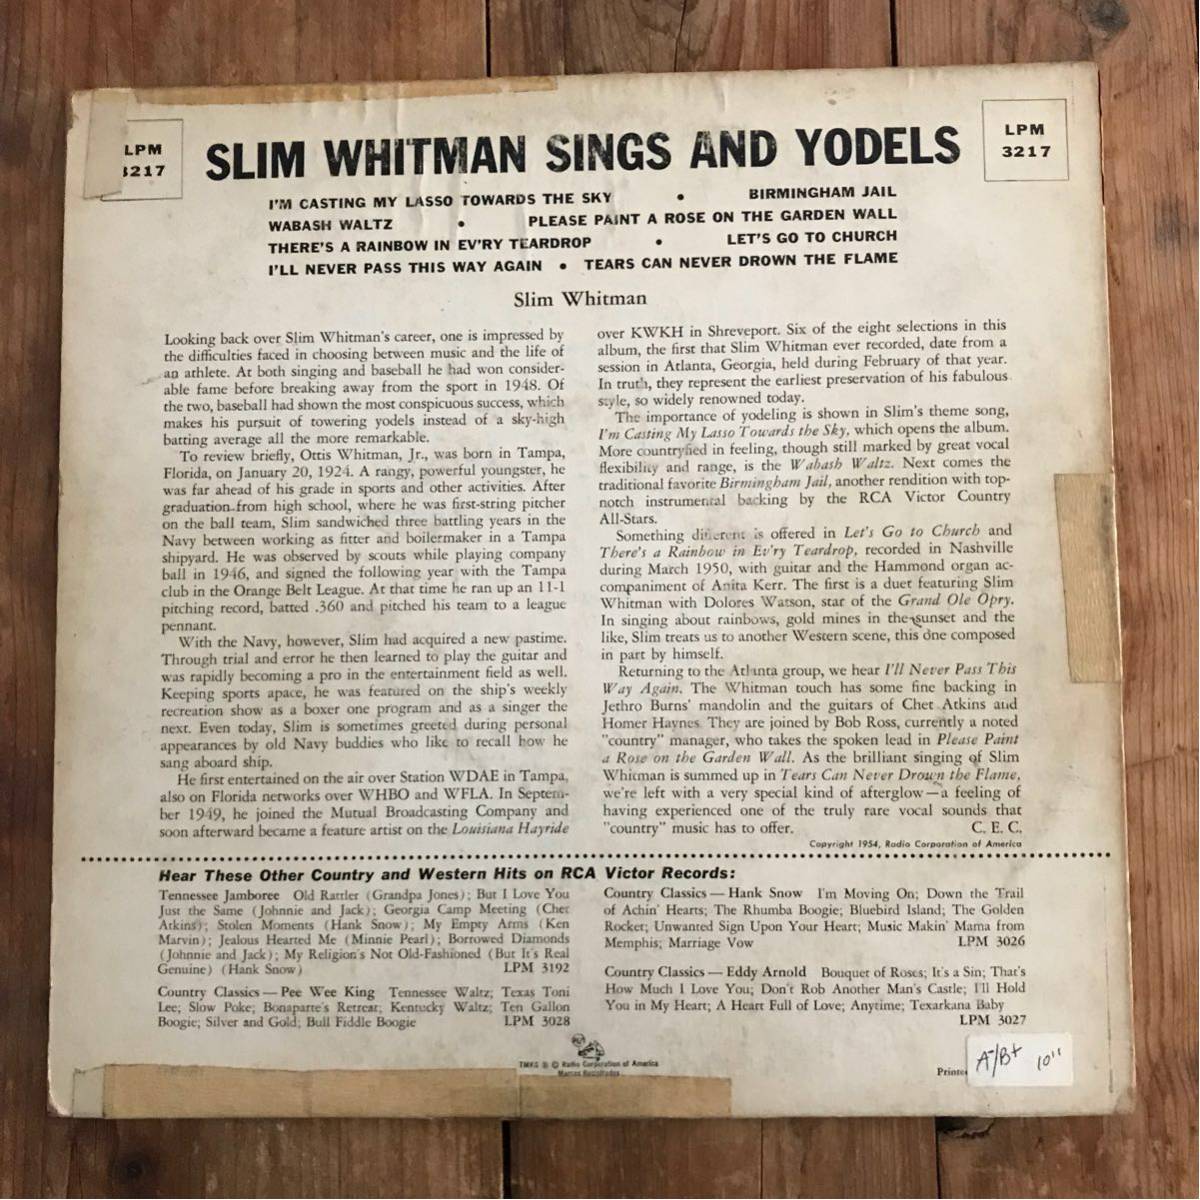 LPM
3217
SLIM WHITMAN SINGS AND YODELS
LPM
3217
I'M CASTING MY LASSO TOWARDS THE SKY • BIRMINGHAM JAIL
WABASH WALTZ • PLEASE PAINT A ROSE ON THE GARDEN WALL
THERE'S A RAINBOW IN EV'RY TEARDROP • LET'S GO TO CHURCH
I'LL NEVER PASS THIS WAY AGAIN • TEARS CAN NEVER DROWN THE FLAME
Slim Whitman
Looking back over Slim Whitman's career, one is impressed by
the difficulties faced in choosing between music and the life of
an athlete. At both singing and baseball he had won consider-
able fame before breaking away from the sport in 1948. Of
the two, baseball had shown the most conspicuous success, which
makes his pursuit of towering yodels instead of a sky-high
batting average all the more remarkable.
To review briefly, Ottis Whitman, Jr., was born in Tampa,
Florida, on January 20, 1924. A rangy, powerful youngster, he
was far ahead of his grade in sports and other activities. After
graduation from high school, where he was first-string pitcher
on the ball team, Slim sandwiched three battling years in the
Navy between working as fitter and boilermaker in a Tampa
shipyard. He was observed by scouts while playing company
ball in 1946, and signed the following year with the Tampa
club in the Orange Belt League. At that time he ran up an 11-1
pitching record, batted .360 and pitched his team to a league
pennant.
With the Navy, however, Slim had acquired a new pastime.
Through trial and error he then learned to play the guitar and
was rapidly becoming a pro in the entertainment field as well.
Keeping sports apace, he was featured on the ship's weekly
recreation show as a boxer one program and as a singer the
next. Even today, Slim is sometimes greeted during personal
appearances by old Navy buddies who like to recall how he
sang aboard ship.
He first entertained on the air over Station WDAE in Tampa,
also on Florida networks over WHBO and WFLA. In Septem-
ber 1949, he joined the Mutual Broadcasting Company and
soon afterward became a feature artist on the Louisiana Hayride
over KWKH in Shreveport. Six of the eight selections in this
album, the first that Slim Whitman ever recorded, date from a
session in Atlanta, Georgia, held during February of that year.
In truth, they represent the earliest preservation of his fabulous
style, so widely renowned today.
The importance of yodeling is shown in Slim's theme song,
I'm Casting My Lasso Towards the Sky, which opens the album.
More countryfied in feeling, though still marked by great vocal
flexibility and range, is the Wabash Waltz. Next comes the
traditional favorite Birmingham Jail, another rendition with top-
notch instrumental backing by the RCA Victor Country
All-Stars.
Something different is offered in Let's Go to Church and
There's a Rainbow in Ev'ry Teardrop, recorded in Nashville
during March 1950, with guitar and the Hammond organ ac-
companiment of Anita Kerr. The first is a duet featuring Slim
Whitman with Dolores Watson, star of the Grand Ole Opry.
In singing about rainbows, gold mines in the sunset and the
like, Slim treats us to another Western scene, this one composed
in part by himself.
Returning to the Atlanta group, we hear I'll Never Pass This
Way Again. The Whitman touch has some fine backing in
Jethro Burns' mandolin and the guitars of Chet Atkins and
Homer Haynes. They are joined by Bob Ross, currently a noted
"country" manager, who takes the spoken lead in Please Paint
a Rose on the Garden Wall. As the brilliant singing of Slim
Whitman is summed up in Tears Can Never Drown the Flame,
we're left with a very special kind of afterglow—a feeling of
having experienced one of the truly rare vocal sounds that
"country" music has to offer. C. E. C.
Copyright 1954, Radio Corporation of America
Hear These Other Country and Western Hits on RCA Victor Records:
Tennessee Jamboree Old Rattler (Grandpa Jones); But I Love You
Just the Same (Johnnie and Jack); Georgia Camp Meeting (Chet
Atkins); Stolen Moments (Hank Snow); My Empty Arms (Ken
Marvin); Jealous Hearted Me (Minnie Pearl); Borrowed Diamonds
(Johnnie and Jack); My Religion's Not Old-Fashioned (But It's Real
Genuine) (Hank Snow) LPM 3192
Country Classics — Pee Wee King Tennessee Waltz; Texas Toni
Lee; Slow Poke; Bonaparte's Retreat; Kentucky Waltz; Ten Gallon
Boogie; Silver and Gold; Bull Fiddle Boogie LPM 3028
Country Classics — Hank Snow I'm Moving On; Down the Trail
of Achin' Hearts; The Rhumba Boogie; Bluebird Island; The Golden
Rocket; Unwanted Sign Upon Your Heart; Music Makin' Mama from
Memphis; Marriage Vow LPM 3026
Country Classics — Eddy Arnold Bouquet of Roses; It's a Sin; That's
How Much I Love You; Don't Rob Another Man's Castle; I'll Hold
You in My Heart; A Heart Full of Love; Anytime; Texarkana Baby
LPM 3027
TMKS ® © Radio Corporation of America
Marcas Registradas
Printe
A-/B+ 10"